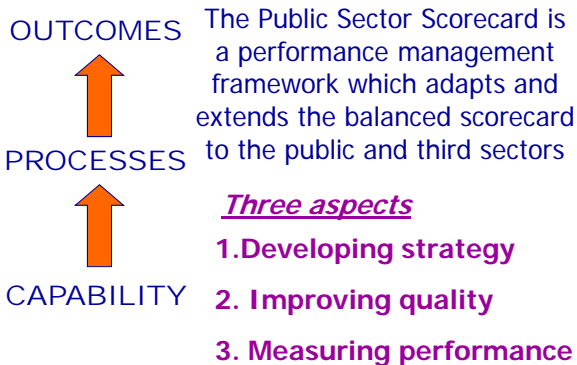 OUTCOMES
PROCESSES
CAPABILITY
The Public Sector Scorecard is
a performance management
framework which adapts and
extends the balanced scorecard
to the public and third sectors
Three aspects
1.Developing strategy
2. Improving quality
3. Measuring performance